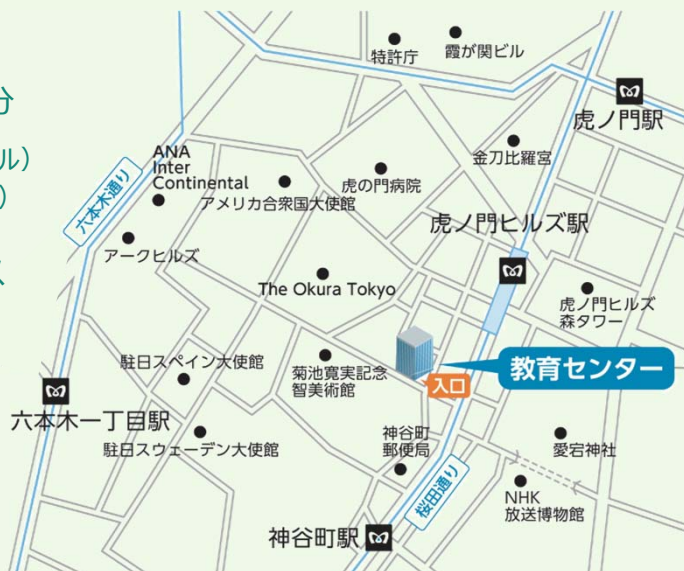 特許庁
霞が関ビル
分
虎ノ門駅
ル）
）
ANA
Inter
Continental
金刀比羅宮
虎の門病院
アメリカ合衆国大使館
六本木通り
虎ノ門ヒルズ駅
アークヒルズ
The Okura Tokyo
虎ノ門ヒルズ
森タワー
駐日スペイン大使館
菊池寛実記念
智美術館
教育センター
入口
六本木一丁目駅
駐日スウェーデン大使館
神谷町
郵便局
愛宕神社
桜田通り
NHK
放送博物館
神谷町駅